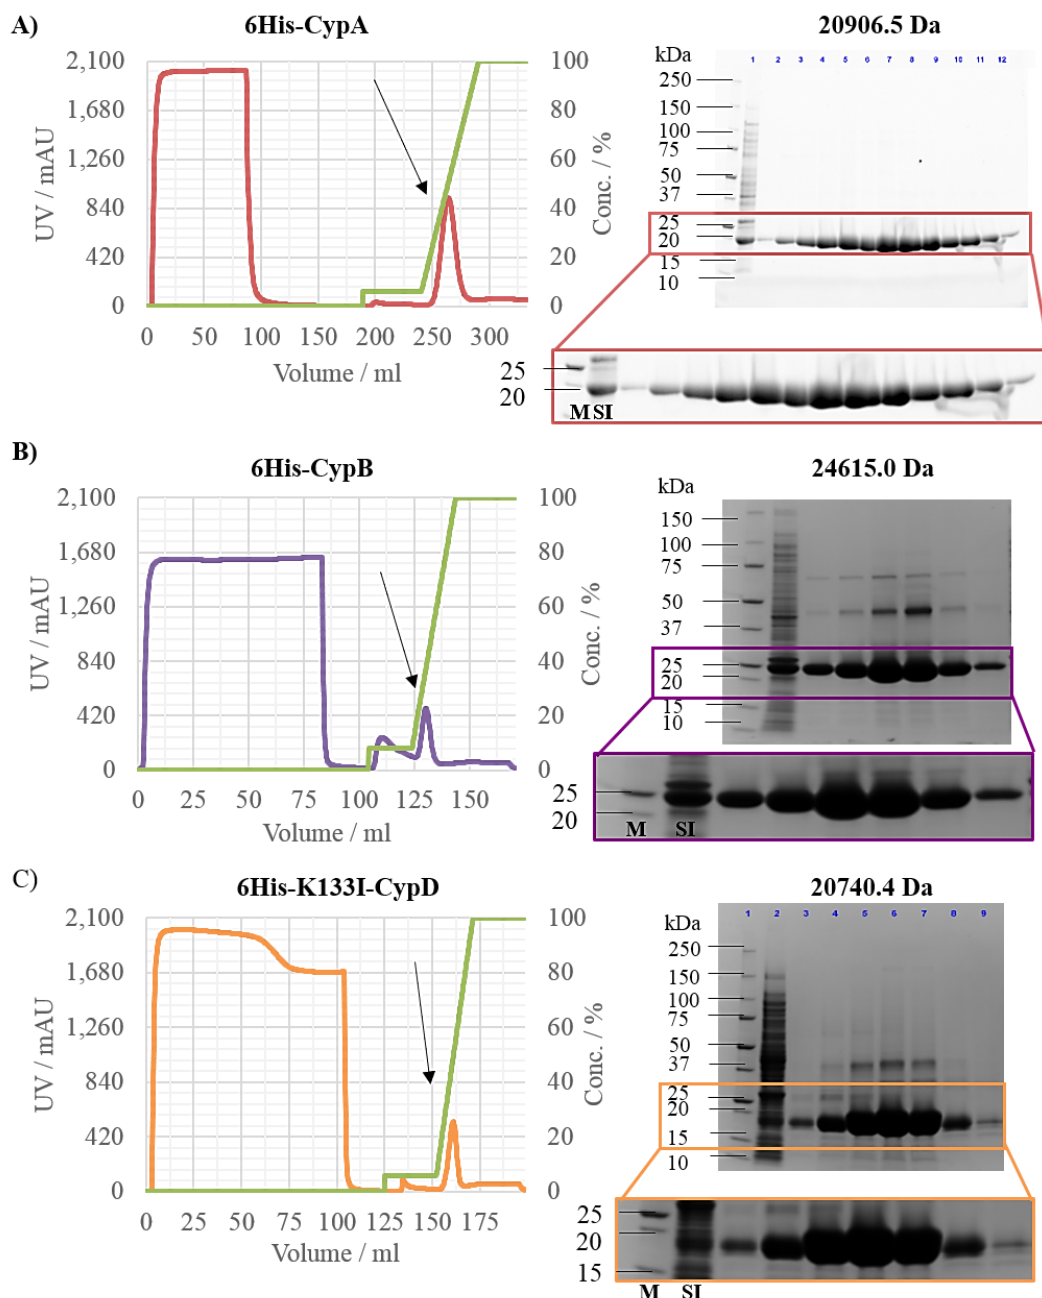 A)
6His-CypA
20906.5 Da
2,100
1,680
1,260
840
420
0
UV / mAU
0 50 100 150 200 250 300
Volume / ml
100
80
60
40
20
0
Conc. / %
kDa
1 2 3 4 5 6 7 8 9 10 11 12
250
150
100
75
50
37
25
20
15
10
25
20
M SI
B)
6His-CypB
24615.0 Da
2,100
1,680
1,260
840
420
0
UV / mAU
0 25 50 75 100 125 150
Volume / ml
100
80
60
40
20
0
Conc. / %
kDa
150
100
75
50
37
25
20
15
10
25
20
M SI
C)
6His-K133I-CypD
20740.4 Da
2,100
1,680
1,260
840
420
0
UV / mAU
0 25 50 75 100 125 150 175
Volume / ml
100
80
60
40
20
0
Conc. / %
kDa
1 2 3 4 5 6 7 8 9
250
150
100
75
50
37
25
20
15
10
25
20
15
M SI